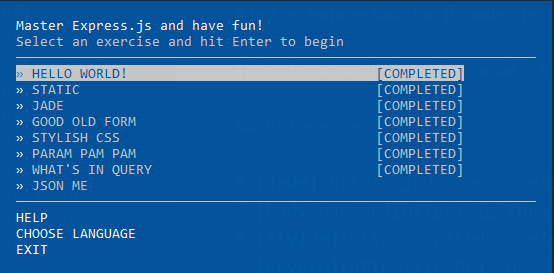 Master Express.js and have fun!
Select an exercise and hit Enter to begin
» HELLO WORLD! [COMPLETED]
» STATIC [COMPLETED]
» JADE [COMPLETED]
» GOOD OLD FORM [COMPLETED]
» STYLISH CSS [COMPLETED]
» PARAM PAM PAM [COMPLETED]
» WHAT'S IN QUERY [COMPLETED]
» JSON ME
HELP
CHOOSE LANGUAGE
EXIT